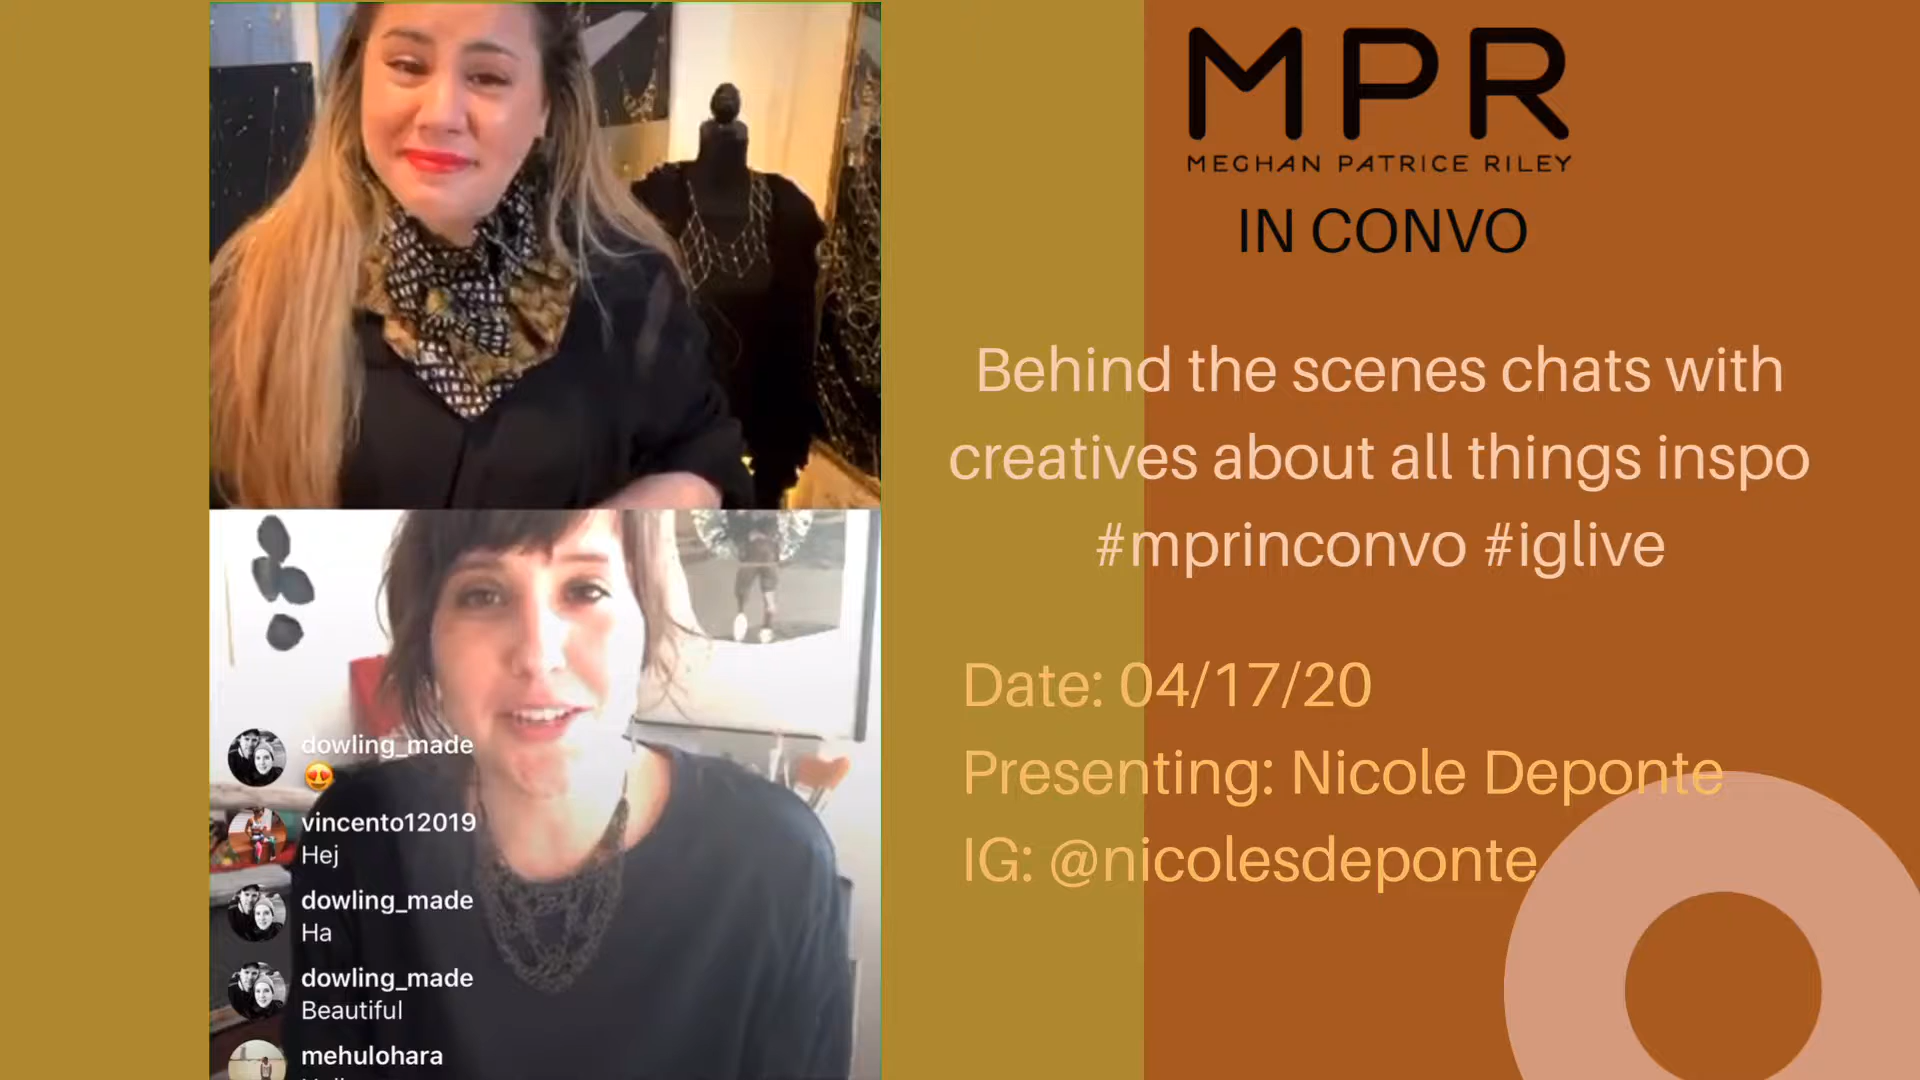 MPR
MEGHAN PATRICE RILEY
IN CONVO
Behind the scenes chats with
creatives about all things inspo
#mprinconvo #iglive
Date: 04/17/20
Presenting: Nicole Deponte
IG: @nicolesdeponte
dowling_made
😍
vincento12019
Hej
dowling_made
Ha
dowling_made
Beautiful
mehulohara